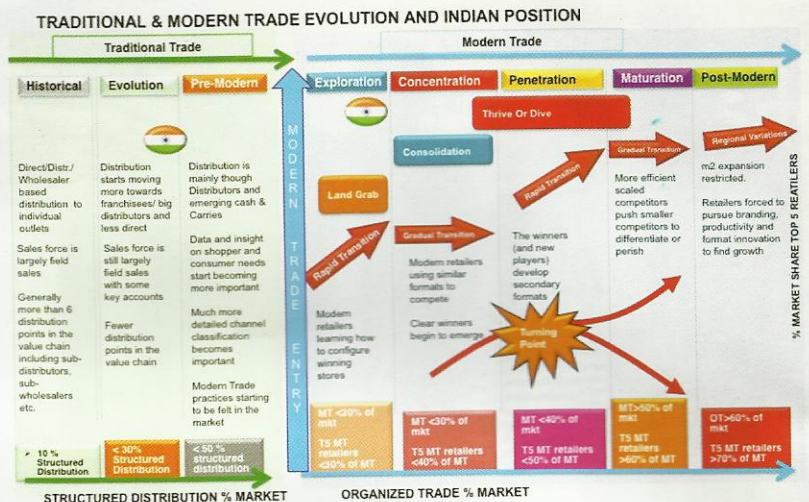 TRADITIONAL & MODERN TRADE EVOLUTION AND INDIAN POSITION
Traditional Trade
Modern Trade
Historical
Evolution
Pre-Modern
Exploration
Concentration
Penetration
Maturation
Post-Modern
Direct/Distr./
Wholesaler
based
distribution to
individual
outlets
Sales force is
largely field
sales
Generally
more than 6
distribution
points in the
value chain
including sub-
distributors,
sub-
wholesalers
etc.
Distribution
starts moving
more towards
franchisees/ big
distributors and
less direct
Sales force is
still largely
field sales
with some
key accounts
Fewer
distribution
points in the
value chain
Distribution is
mainly though
Distributors and
emerging cash &
Carries
Data and insight
on shopper and
consumer needs
start becoming
more important
Much more
detailed channel
classification
becomes
important
Modern Trade
practices starting
to be felt in the
market
MODERN TRADE ENTRY
Land Grab
Rapid Transition
Modern
retailers
learning how
to configure
winning
stores
Consolidation
Gradual Transition
Modern retailers
using similar
formats to
compete
Clear winners
begin to emerge
Thrive Or Dive
Rapid Transition
The winners
(and new
players)
develop
secondary
formats
Turning
Point
Gradual Transition
More efficient
scaled
competitors
push smaller
competitors to
differentiate or
perish
Regional Variations
m2 expansion
restricted.
Retailers forced to
pursue branding,
productivity and
format innovation
to find growth
% MARKET SHARE TOP 5 REATILERS
10 %
Structured
Distribution
< 30%
Structured
Distribution
< 50 %
structured
distribution
MT <20% of
mkt
T5 MT
retailers
<30% of MT
MT <30% of
mkt
T5 MT
retailers
<40% of MT
MT <40% of
mkt
T5 MT
retailers
<50% of MT
MT>50% of
mkt
T5 MT
retailers
>60% of MT
OT>60% of
mkt
T5 MT
retailers
>70% of MT
STRUCTURED DISTRIBUTION % MARKET
ORGANIZED TRADE % MARKET